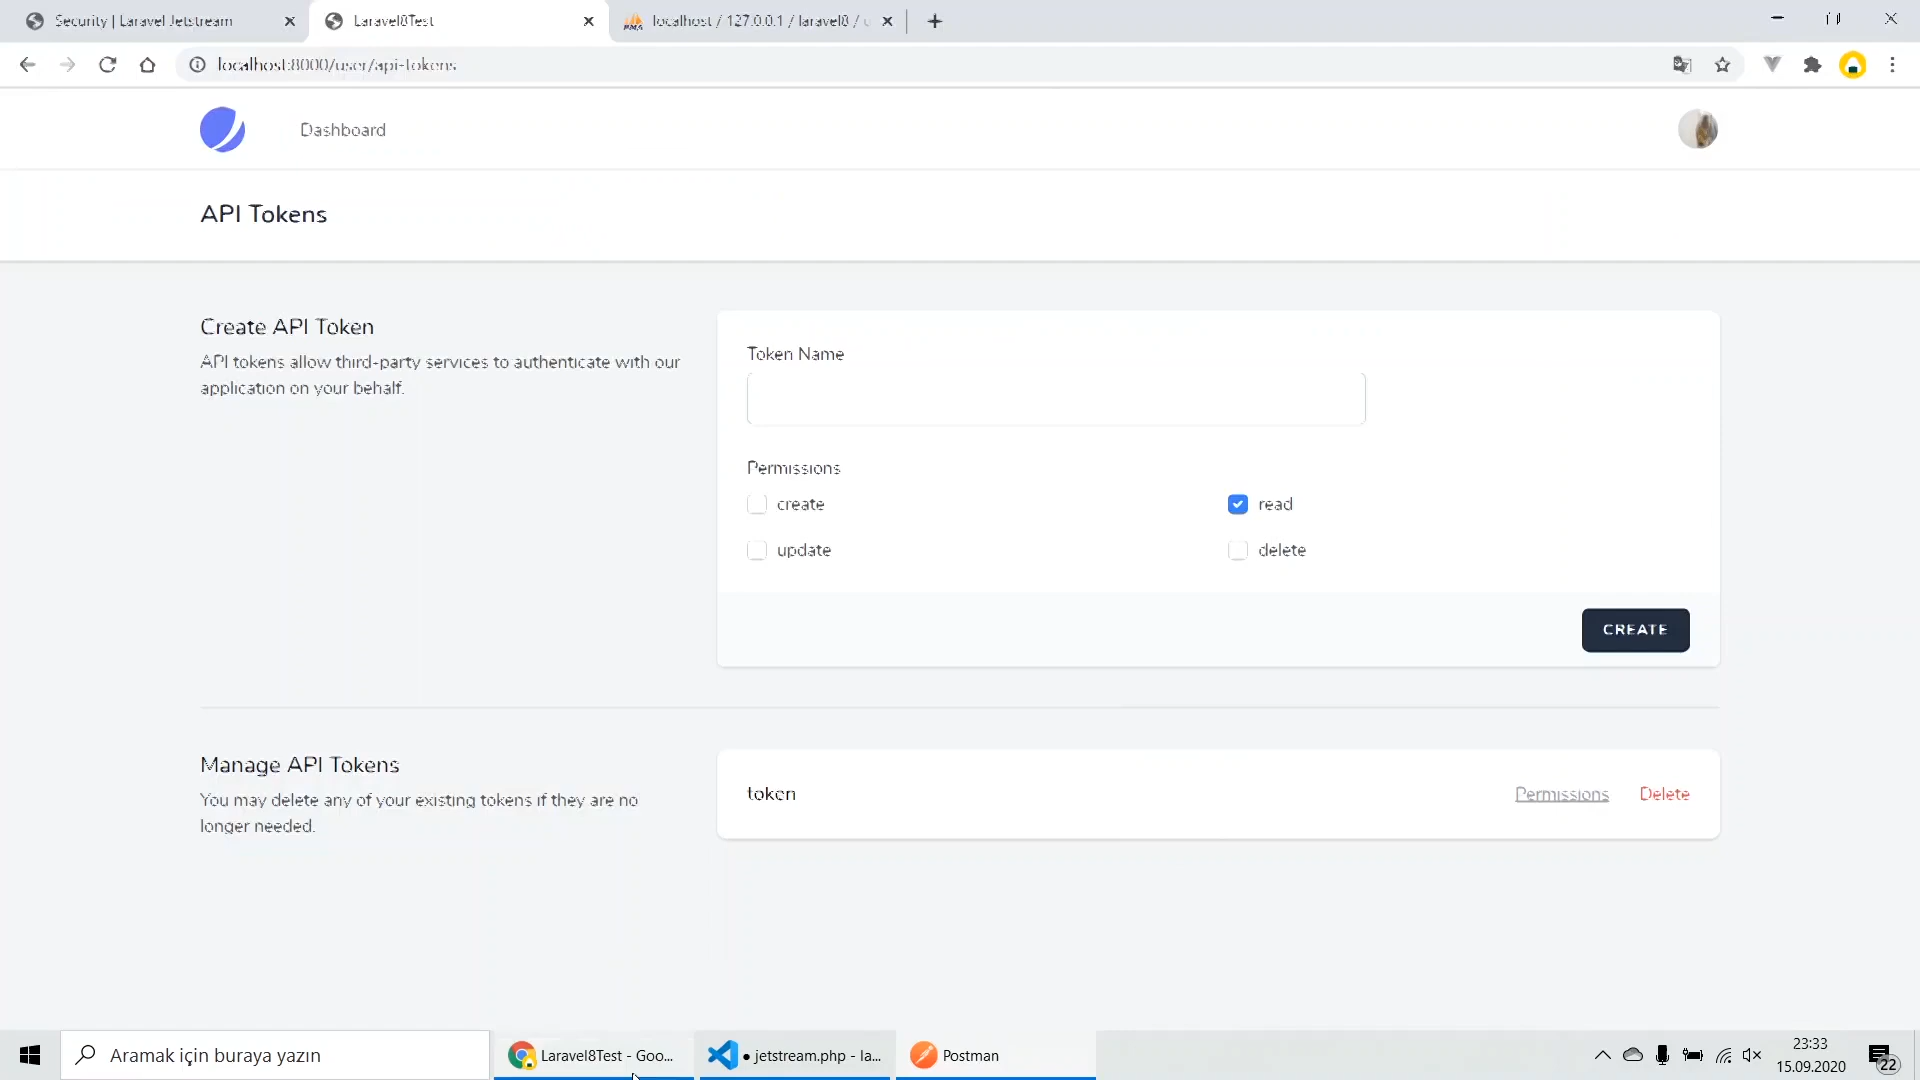 Security | Laravel Jetstream
Laravel8Test
localhost / 127.0.0.1 / laravel8 / u
localhost:8000/user/api-tokens
Dashboard
API Tokens
Create API Token
API tokens allow third-party services to authenticate with our
application on your behalf.
Token Name
Permissions
create
read
update
delete
CREATE
Manage API Tokens
You may delete any of your existing tokens if they are no
longer needed.
token
Permissions
Delete
Aramak için buraya yazın
Laravel8Test - Goo...
● jetstream.php - la...
Postman
23:33
15.09.2020
22